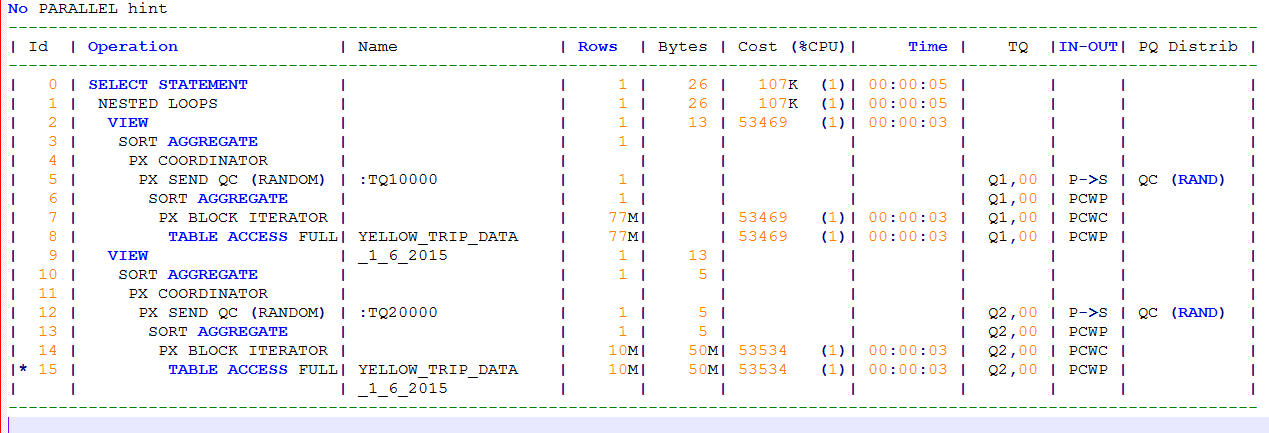 No PARALLEL hint
| Id | Operation | Name | Rows | Bytes | Cost (%CPU)| Time | TQ |IN-OUT| PQ Distrib |
| 0 | SELECT STATEMENT | | 1 | 26 | 107K (1)| 00:00:05 | | | |
| 1 | NESTED LOOPS | | 1 | 26 | 107K (1)| 00:00:05 | | | |
| 2 | VIEW | | 1 | 13 | 53469 (1)| 00:00:03 | | | |
| 3 | SORT AGGREGATE | | 1 | | | | | | |
| 4 | PX COORDINATOR | | | | | | | | |
| 5 | PX SEND QC (RANDOM) | :TQ10000 | 1 | | | | Q1,00 | P->S | QC (RAND) |
| 6 | SORT AGGREGATE | | 1 | | | | Q1,00 | PCWP | |
| 7 | PX BLOCK ITERATOR | | 77M| | 53469 (1)| 00:00:03 | Q1,00 | PCWC | |
| 8 | TABLE ACCESS FULL| YELLOW_TRIP_DATA | 77M| | 53469 (1)| 00:00:03 | Q1,00 | PCWP | |
| 9 | VIEW | _1_6_2015 | 1 | 13 | | | | | |
| 10 | SORT AGGREGATE | | 1 | 5 | | | | | |
| 11 | PX COORDINATOR | | | | | | | | |
| 12 | PX SEND QC (RANDOM) | :TQ20000 | 1 | 5 | | | Q2,00 | P->S | QC (RAND) |
| 13 | SORT AGGREGATE | | 1 | 5 | | | Q2,00 | PCWP | |
| 14 | PX BLOCK ITERATOR | | 10M| 50M| 53534 (1)| 00:00:03 | Q2,00 | PCWC | |
|* 15 | TABLE ACCESS FULL| YELLOW_TRIP_DATA | 10M| 50M| 53534 (1)| 00:00:03 | Q2,00 | PCWP | |
| | | _1_6_2015 | | | | | | | |